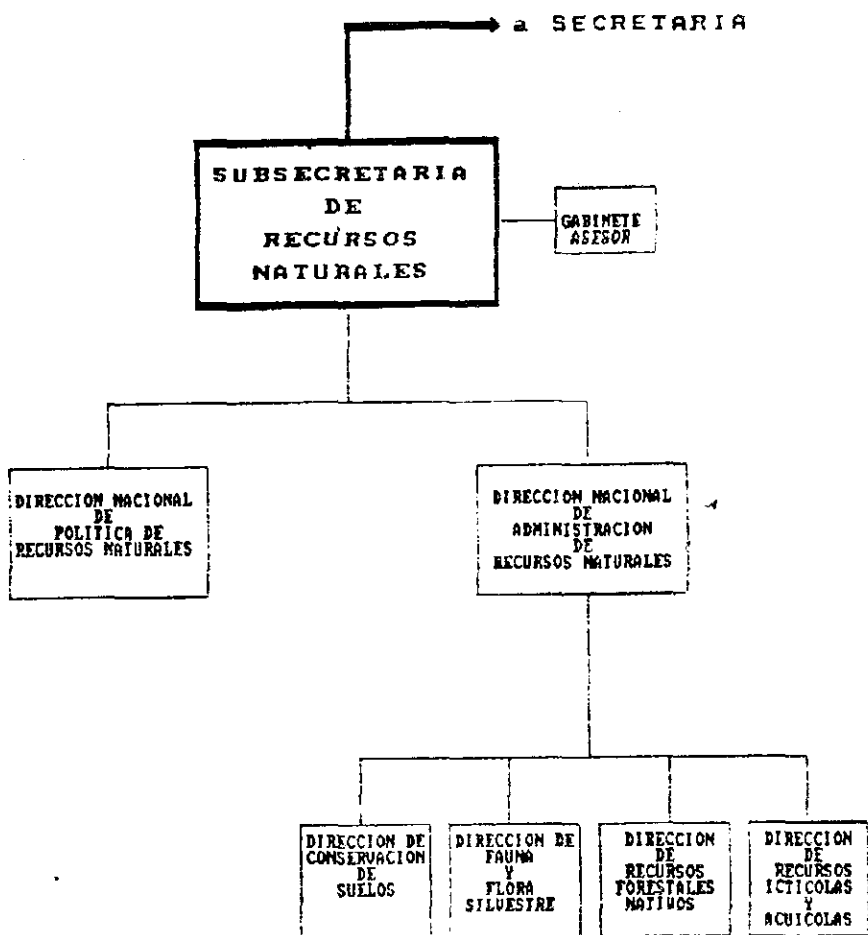 a SECRETARIA
SUBSECRETARIA
DE
RECURSOS
NATURALES
GABINETE
ASESOR
DIRECCION NACIONAL
DE
POLITICA DE
RECURSOS NATURALES
DIRECCION NACIONAL
DE
ADMINISTRACION
DE
RECURSOS NATURALES
DIRECCION DE
CONSERVACION
DE
SUELOS
DIRECCION DE
FAUNA
Y
FLORA
SILVESTRE
DIRECCION
DE
RECURSOS
FORESTALES
NATIVOS
DIRECCION
DE
RECURSOS
ICTICOLAS
Y
ACUICOLAS